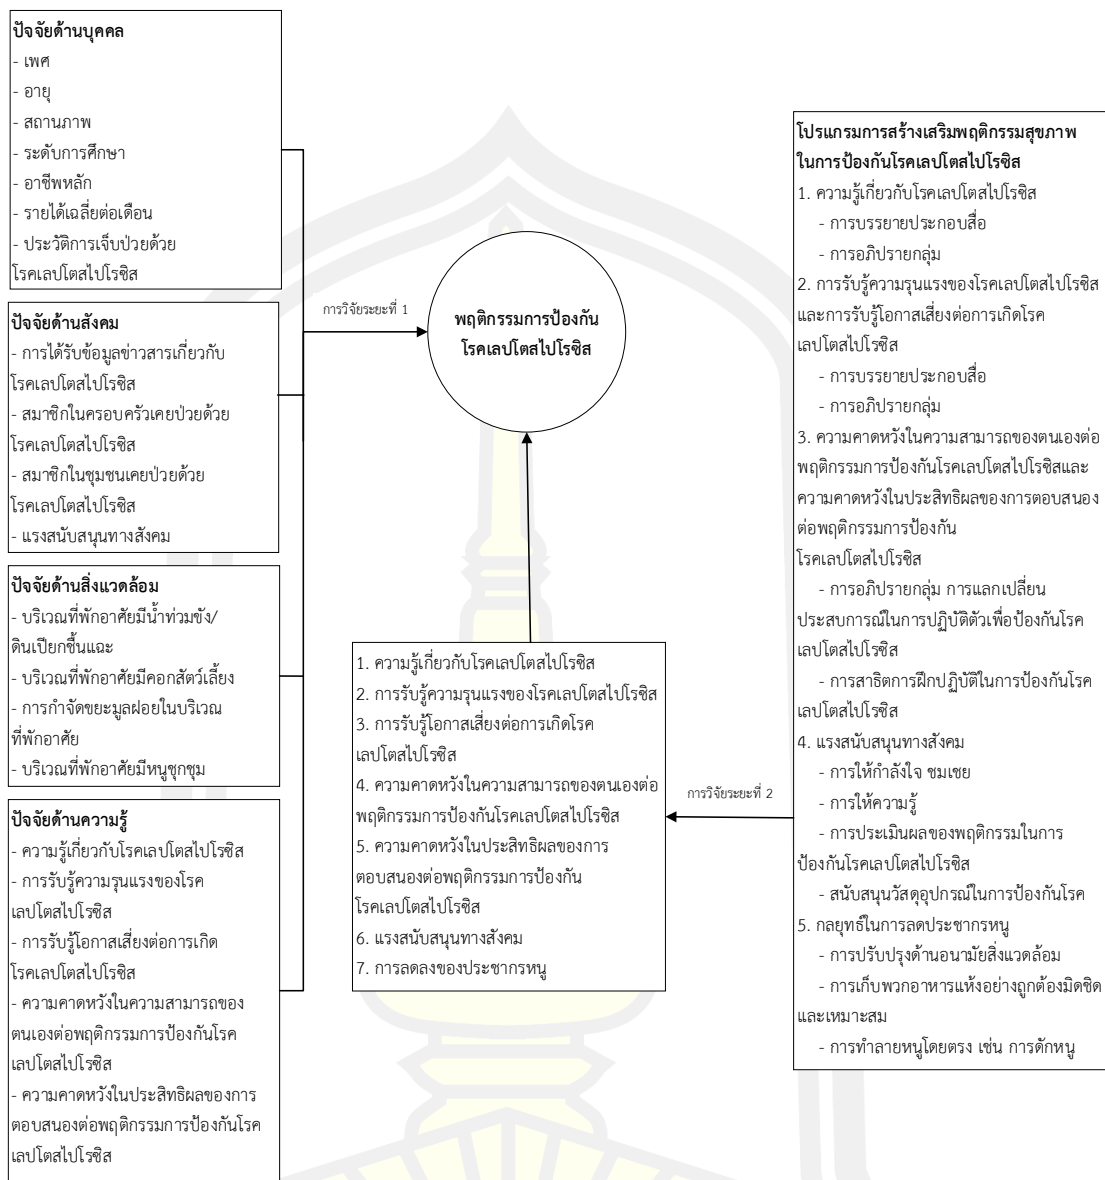 ปัจจัยด้านบุคคล
- เพศ
- อายุ
- สถานภาพ
- ระดับการศึกษา
- อาชีพหลัก
- รายได้เฉลี่ยต่อเดือน
- ประวัติการเจ็บป่วยด้วย
โรคเลปโตสไปโรซิส
ปัจจัยด้านสังคม
- การได้รับข้อมูลข่าวสารเกี่ยวกับ
โรคเลปโตสไปโรซิส
- สมาชิกในครอบครัวเคยป่วยด้วย
โรคเลปโตสไปโรซิส
- สมาชิกในชุมชนเคยป่วยด้วย
โรคเลปโตสไปโรซิส
- แรงสนับสนุนทางสังคม
ปัจจัยด้านสิ่งแวดล้อม
- บริเวณที่พักอาศัยมีน้ำท่วมขัง/
ดินเปียกชื้นแฉะ
- บริเวณที่พักอาศัยมีคอกสัตว์เลี้ยง
- การกำจัดขยะมูลฝอยในบริเวณ
ที่พักอาศัย
- บริเวณที่พักอาศัยมีหนูชุกชุม
ปัจจัยด้านความรู้
- ความรู้เกี่ยวกับโรคเลปโตสไปโรซิส
- การรับรู้ความรุนแรงของโรค
เลปโตสไปโรซิส
- การรับรู้โอกาสเสี่ยงต่อการเกิด
โรคเลปโตสไปโรซิส
- ความคาดหวังในความสามารถของ
ตนเองต่อพฤติกรรมการป้องกันโรค
เลปโตสไปโรซิส
- ความคาดหวังในประสิทธิผลของการ
ตอบสนองต่อพฤติกรรมการป้องกันโรค
เลปโตสไปโรซิส
การวิจัยระยะที่ 1
พฤติกรรมการป้องกัน
โรคเลปโตสไปโรซิส
1. ความรู้เกี่ยวกับโรคเลปโตสไปโรซิส
2. การรับรู้ความรุนแรงของโรคเลปโตสไปโรซิส
3. การรับรู้โอกาสเสี่ยงต่อการเกิดโรค
เลปโตสไปโรซิส
4. ความคาดหวังในความสามารถของตนเองต่อ
พฤติกรรมการป้องกันโรคเลปโตสไปโรซิส
5. ความคาดหวังในประสิทธิผลของการ
ตอบสนองต่อพฤติกรรมการป้องกัน
โรคเลปโตสไปโรซิส
6. แรงสนับสนุนทางสังคม
7. การลดลงของประชากรหนู
การวิจัยระยะที่ 2
โปรแกรมการสร้างเสริมพฤติกรรมสุขภาพ
ในการป้องกันโรคเลปโตสไปโรซิส
1. ความรู้เกี่ยวกับโรคเลปโตสไปโรซิส
- การบรรยายประกอบสื่อ
- การอภิปรายกลุ่ม
2. การรับรู้ความรุนแรงของโรคเลปโตสไปโรซิส
และการรับรู้โอกาสเสี่ยงต่อการเกิดโรค
เลปโตสไปโรซิส
- การบรรยายประกอบสื่อ
- การอภิปรายกลุ่ม
3. ความคาดหวังในความสามารถของตนเองต่อ
พฤติกรรมการป้องกันโรคเลปโตสไปโรซิสและ
ความคาดหวังในประสิทธิผลของการตอบสนอง
ต่อพฤติกรรมการป้องกัน
โรคเลปโตสไปโรซิส
- การอภิปรายกลุ่ม การแลกเปลี่ยน
ประสบการณ์ในการปฏิบัติตัวเพื่อป้องกันโรค
เลปโตสไปโรซิส
- การสาธิตการฝึกปฏิบัติในการป้องกันโรค
เลปโตสไปโรซิส
4. แรงสนับสนุนทางสังคม
- การให้กำลังใจ ชมเชย
- การให้ความรู้
- การประเมินผลของพฤติกรรมในการ
ป้องกันโรคเลปโตสไปโรซิส
- สนับสนุนวัสดุอุปกรณ์ในการป้องกันโรค
5. กลยุทธ์ในการลดประชากรหนู
- การปรับปรุงด้านอนามัยสิ่งแวดล้อม
- การเก็บพวกอาหารแห้งอย่างถูกต้องมิดชิด
และเหมาะสม
- การทำลายหนูโดยตรง เช่น การดักหนู